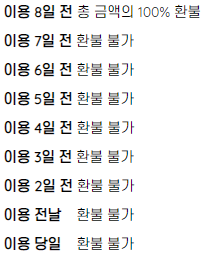 이용 8일 전 총 금액의 100% 환불
이용 7일 전 환불 불가
이용 6일 전 환불 불가
이용 5일 전 환불 불가
이용 4일 전 환불 불가
이용 3일 전 환불 불가
이용 2일 전 환불 불가
이용 전날 환불 불가
이용 당일 환불 불가